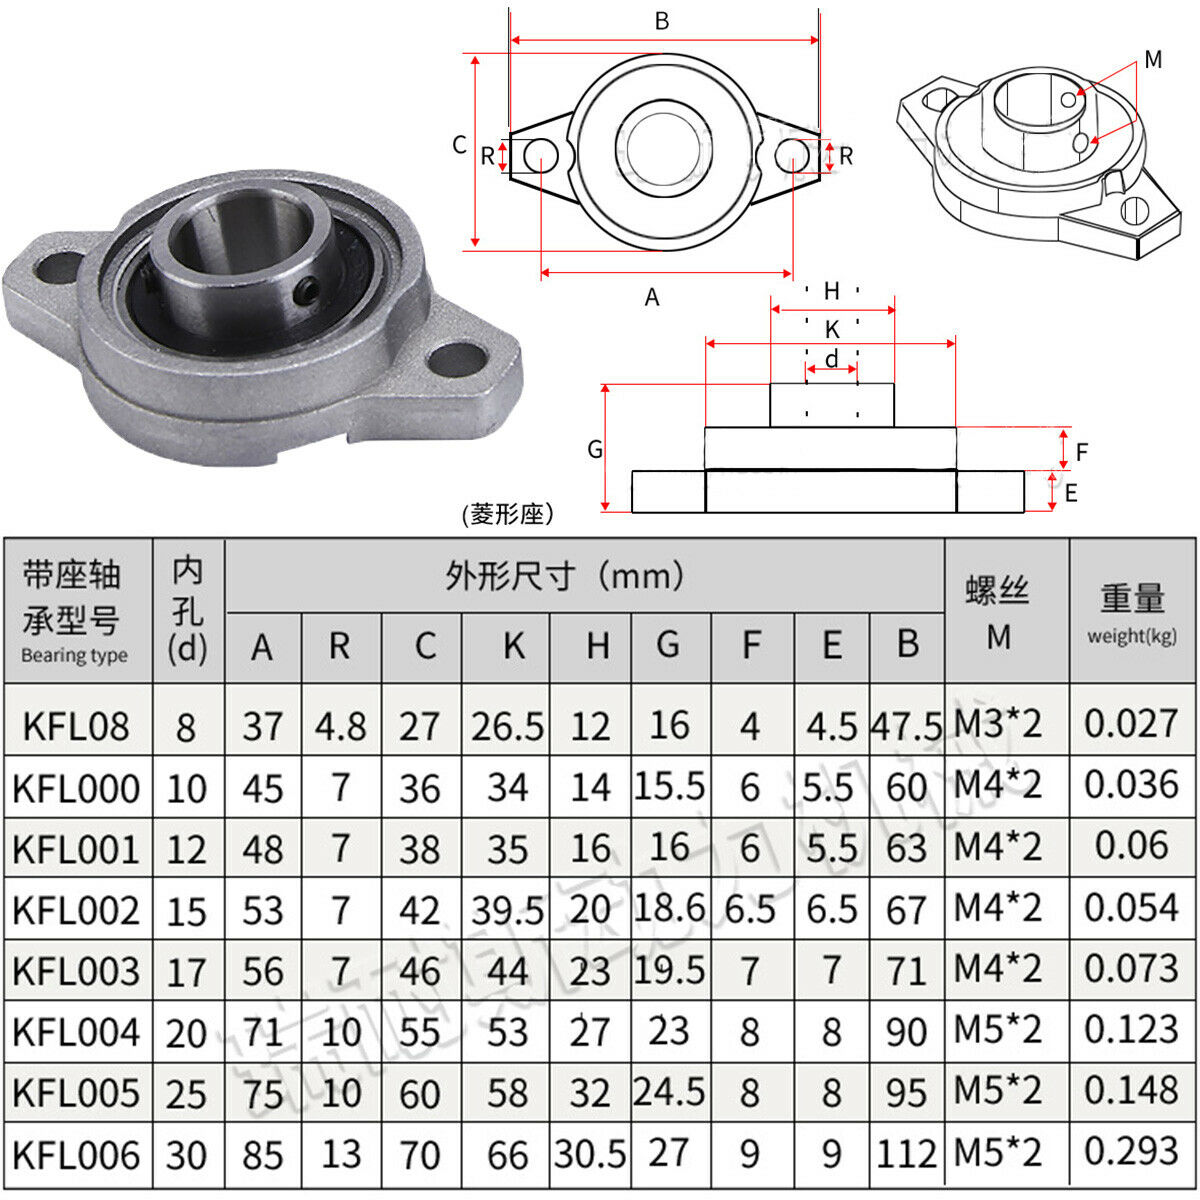 B
C
R
R
A
M
H
K
d
G
F
E
(菱形座)
带座轴
承型号
Bearing type
内
孔
(d)
外形尺寸（mm）
A R C K H G F E B
螺丝
M
重量
weight(kg)
KFL08 8 37 4.8 27 26.5 12 16 4 4.5 47.5 M3*2 0.027
KFL000 10 45 7 36 34 14 15.5 6 5.5 60 M4*2 0.036
KFL001 12 48 7 38 35 16 16 6 5.5 63 M4*2 0.06
KFL002 15 53 7 42 39.5 20 18.6 6.5 6.5 67 M4*2 0.054
KFL003 17 56 7 46 44 23 19.5 7 7 71 M4*2 0.073
KFL004 20 71 10 55 53 27 23 8 8 90 M5*2 0.123
KFL005 25 75 10 60 58 32 24.5 8 8 95 M5*2 0.148
KFL006 30 85 13 70 66 30.5 27 9 9 112 M5*2 0.293